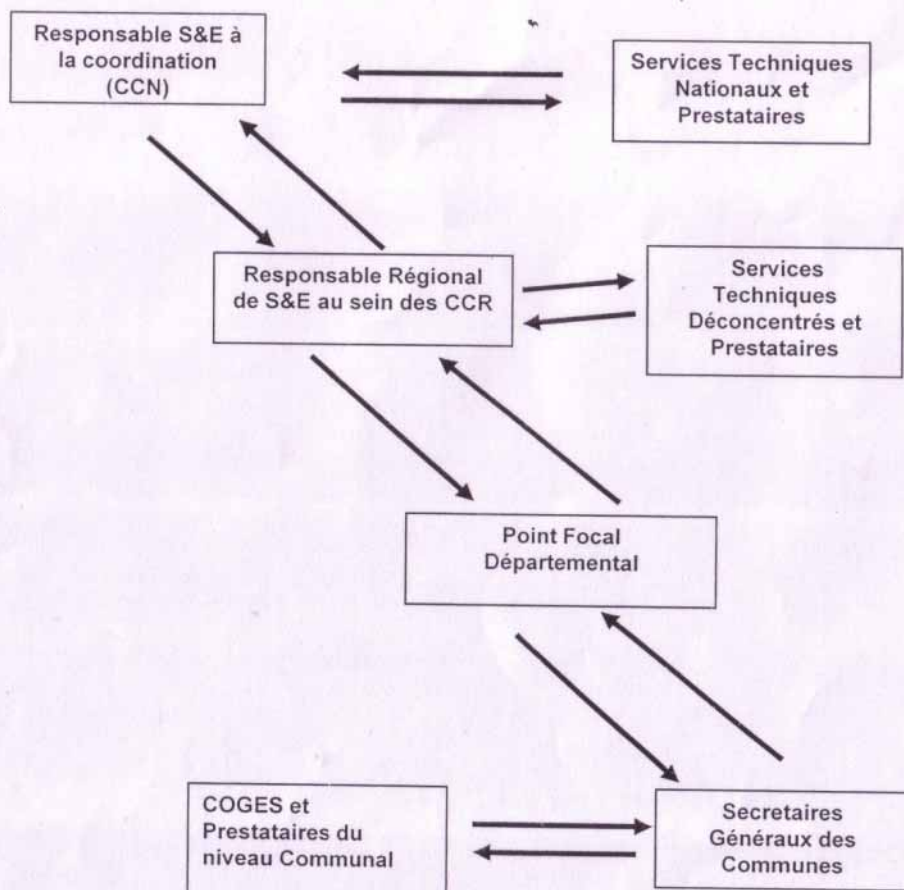 Responsable S&E à
la coordination
(CCN)
Services Techniques
Nationaux et
Prestataires
Responsable Régional
de S&E au sein des CCR
Services
Techniques
Déconcentrés et
Prestataires
Point Focal
Départemental
COGES et
Prestataires du
niveau Communal
Secretaires
Généraux des
Communes